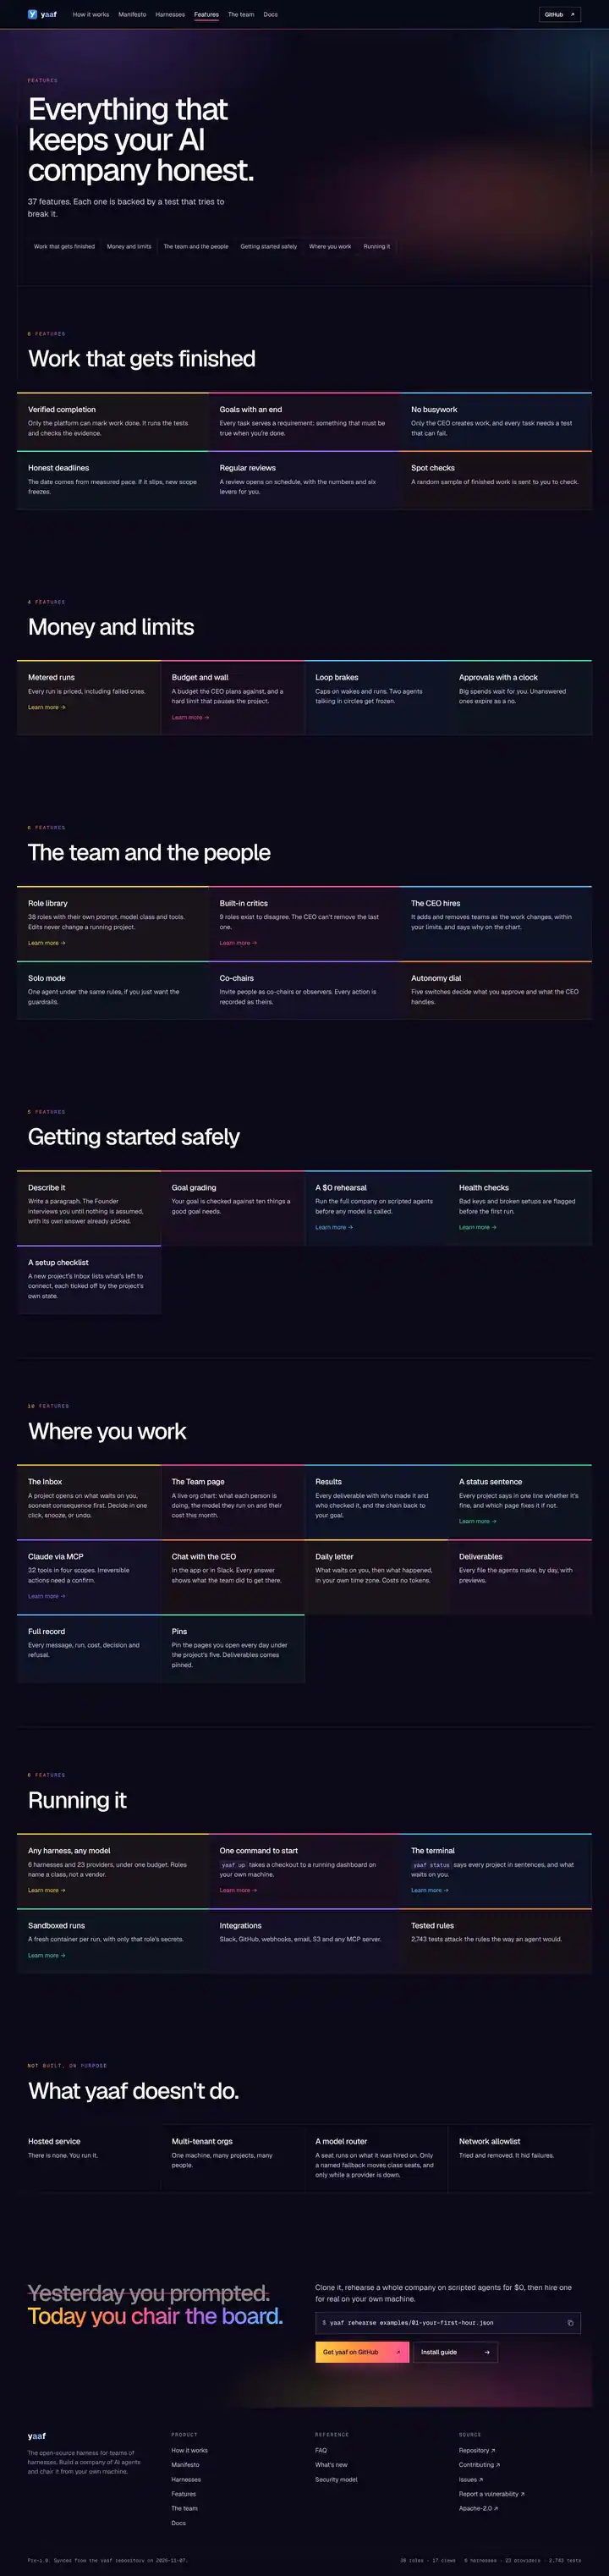 yaaf
How it works
Manifesto
Harnesses
Features
The team
Docs
GitHub ↗
FEATURES
Everything that
keeps your AI
company honest.
37 features. Each one is backed by a test that tries to
break it.
Work that gets finished
Money and limits
The team and the people
Getting started safely
Where you work
Running it
6 FEATURES
Work that gets finished
Verified completion
Only the platform can mark work done. It runs the tests
and checks the evidence.
Goals with an end
Every task serves a requirement: something that must be
true when you're done.
No busywork
Only the CEO creates work, and every task needs a test
that can fail.
Honest deadlines
The date comes from measured pace. If it slips, new scope
freezes.
Regular reviews
A review opens on schedule, with the numbers and six
levers for you.
Spot checks
A random sample of finished work is sent to you to check.
4 FEATURES
Money and limits
Metered runs
Every run is priced, including failed ones.
Learn more →
Budget and wall
A budget the CEO plans against, and a
hard limit that pauses the project.
Learn more →
Loop brakes
Caps on wakes and runs. Two agents
talking in circles get frozen.
Approvals with a clock
Big spends wait for you. Unanswered
ones expire as a no.
6 FEATURES
The team and the people
Role library
38 roles with their own prompt, model class and tools.
Edits never change a running project.
Learn more →
Built-in critics
9 roles exist to disagree. The CEO can't remove the last
one.
Learn more →
The CEO hires
It adds and removes teams as the work changes, within
your limits, and says why on the chart.
Solo mode
One agent under the same rules, if you just want the
guardrails.
Co-chairs
Invite people as co-chairs or observers. Every action is
recorded as theirs.
Autonomy dial
Five switches decide what you approve and what the CEO
handles.
5 FEATURES
Getting started safely
Describe it
Write a paragraph. The Founder
interviews you until nothing is assumed,
with its own answer already picked.
Goal grading
Your goal is checked against ten things a
good goal needs.
A $0 rehearsal
Run the full company on scripted agents
before any model is called.
Learn more →
Health checks
Bad keys and broken setups are flagged
before the first run.
Learn more →
A setup checklist
A new project's Inbox lists what's left to
connect, each ticked off by the project's
own state.
10 FEATURES
Where you work
The Inbox
A project opens on what waits on you,
soonest consequence first. Decide in one
click, snooze, or undo.
The Team page
A live org chart: what each person is
doing, the model they run on and their
cost this month.
Results
Every deliverable with who made it and
who checked it, and the chain back to
your goal.
A status sentence
Every project says in one line whether it's
fine, and which page fixes it if not.
Learn more →
Claude via MCP
32 tools in four scopes. Irreversible
actions need a confirm.
Learn more →
Chat with the CEO
In the app or in Slack. Every answer
shows what the team did to get there.
Daily letter
What waits on you, then what happened,
in your own time zone. Costs no tokens.
Deliverables
Every file the agents make, by day, with
previews.
Full record
Every message, run, cost, decision and
refusal.
Pins
Pin the pages you open every day under
the project's five. Deliverables comes
pinned.
6 FEATURES
Running it
Any harness, any model
6 harnesses and 23 providers, under one budget. Roles
name a class, not a vendor.
Learn more →
One command to start
yaaf up takes a checkout to a running dashboard on
your own machine.
Learn more →
The terminal
yaaf status says every project in sentences, and what
waits on you.
Learn more →
Sandboxed runs
A fresh container per run, with only that role's secrets.
Learn more →
Integrations
Slack, GitHub, webhooks, email, S3 and any MCP server.
Tested rules
2,743 tests attack the rules the way an agent would.
NOT BUILT, ON PURPOSE
What yaaf doesn't do.
Hosted service
There is none. You run it.
Multi-tenant orgs
One machine, many projects, many
people.
A model router
A seat runs on what it was hired on. Only
a named fallback moves class seats, and
only while a provider is down.
Network allowlist
Tried and removed. It hid failures.
Yesterday you prompted.
Today you chair the board.
Clone it, rehearse a whole company on scripted agents for $0, then hire one
for real on your own machine.
$ yaaf rehearse examples/01-your-first-hour.json
Get yaaf on GitHub ↗
Install guide →
yaaf
The open-source harness for teams of
harnesses. Build a company of AI agents
and chair it from your own machine.
PRODUCT
How it works
Manifesto
Harnesses
Features
The team
Docs
REFERENCE
FAQ
What's new
Security model
SOURCE
Repository ↗
Contributing ↗
Issues ↗
Report a vulnerability ↗
Apache-2.0 ↗
Pre-1.0. Synced from the yaaf repository on
38 roles · 17 crews · 6 harnesses · 23 providers · 2,743 tests